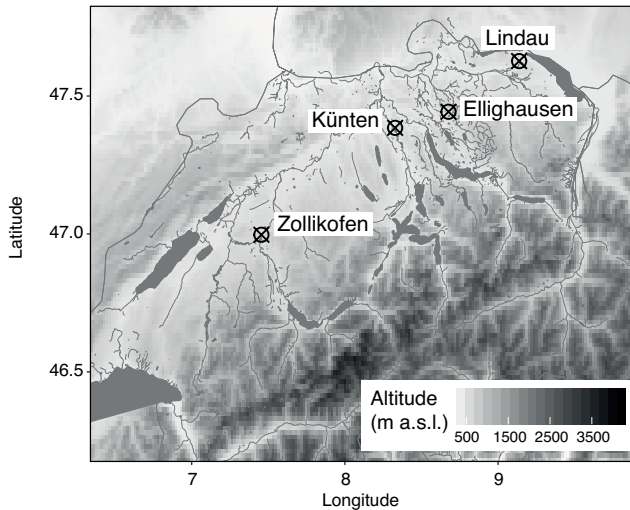 Lindau
47.5
Ellighausen
Künten
Latitude
Zollikofen
47.0
46.5
Altitude
(m a.s.l.)
500 1500 2500 3500
7 8 9
Longitude